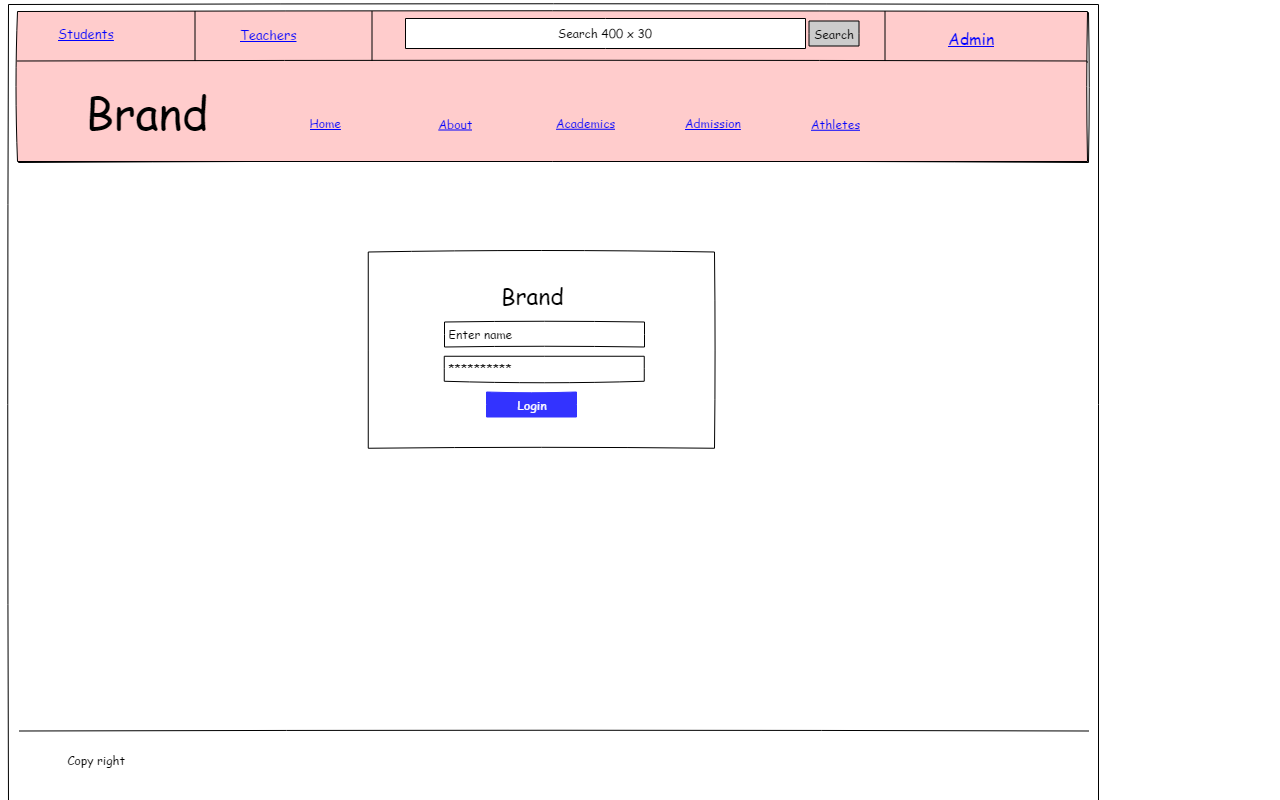 Students
Teachers
Search 400 x 30
Search
Admin
Brand
Home
About
Academics
Admission
Athletes
Brand
Enter name
**********
Login
Copy right